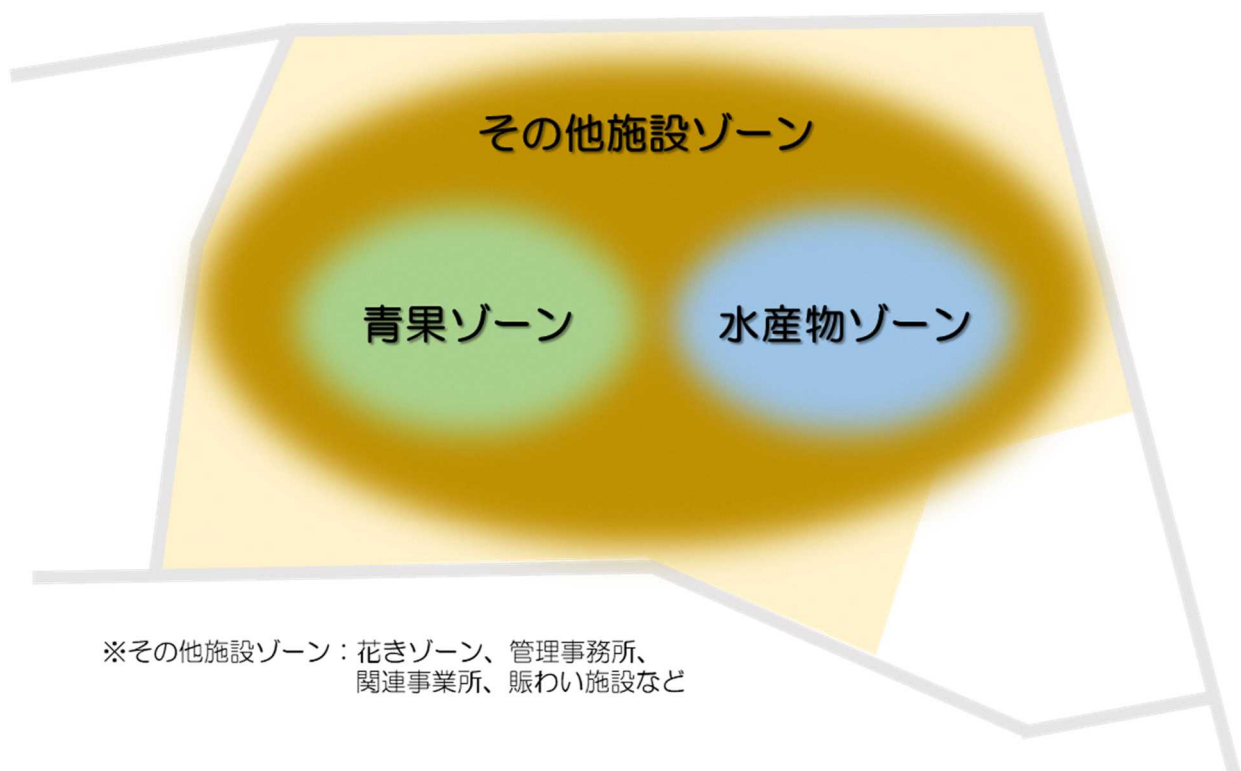 その他施設ゾーン
青果ゾーン
水産物ゾーン
※その他施設ゾーン：花きゾーン、管理事務所、
関連事業所、賑わい施設など